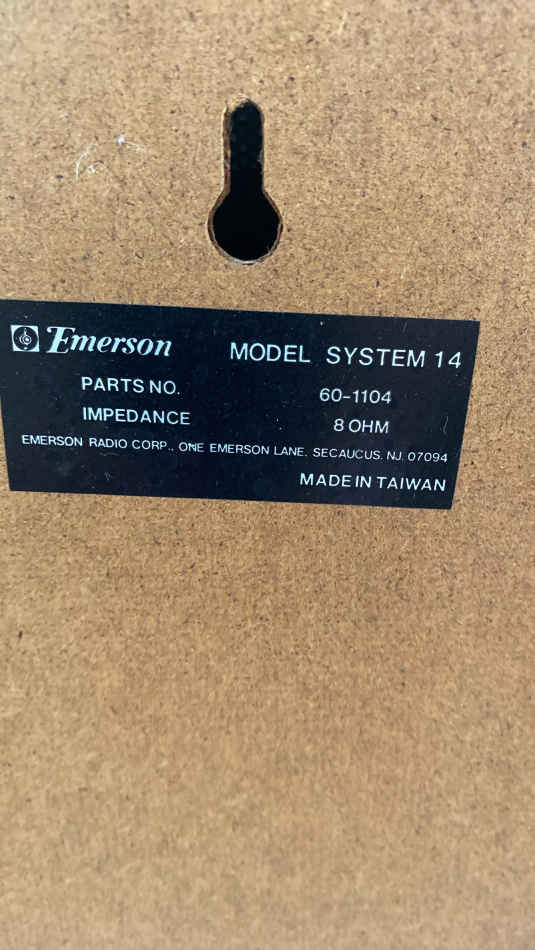 Emerson MODEL SYSTEM 14
PARTS NO. 60-1104
IMPEDANCE 8 OHM
EMERSON RADIO CORP., ONE EMERSON LANE. SECAUCUS. NJ. 07094
MADE IN TAIWAN